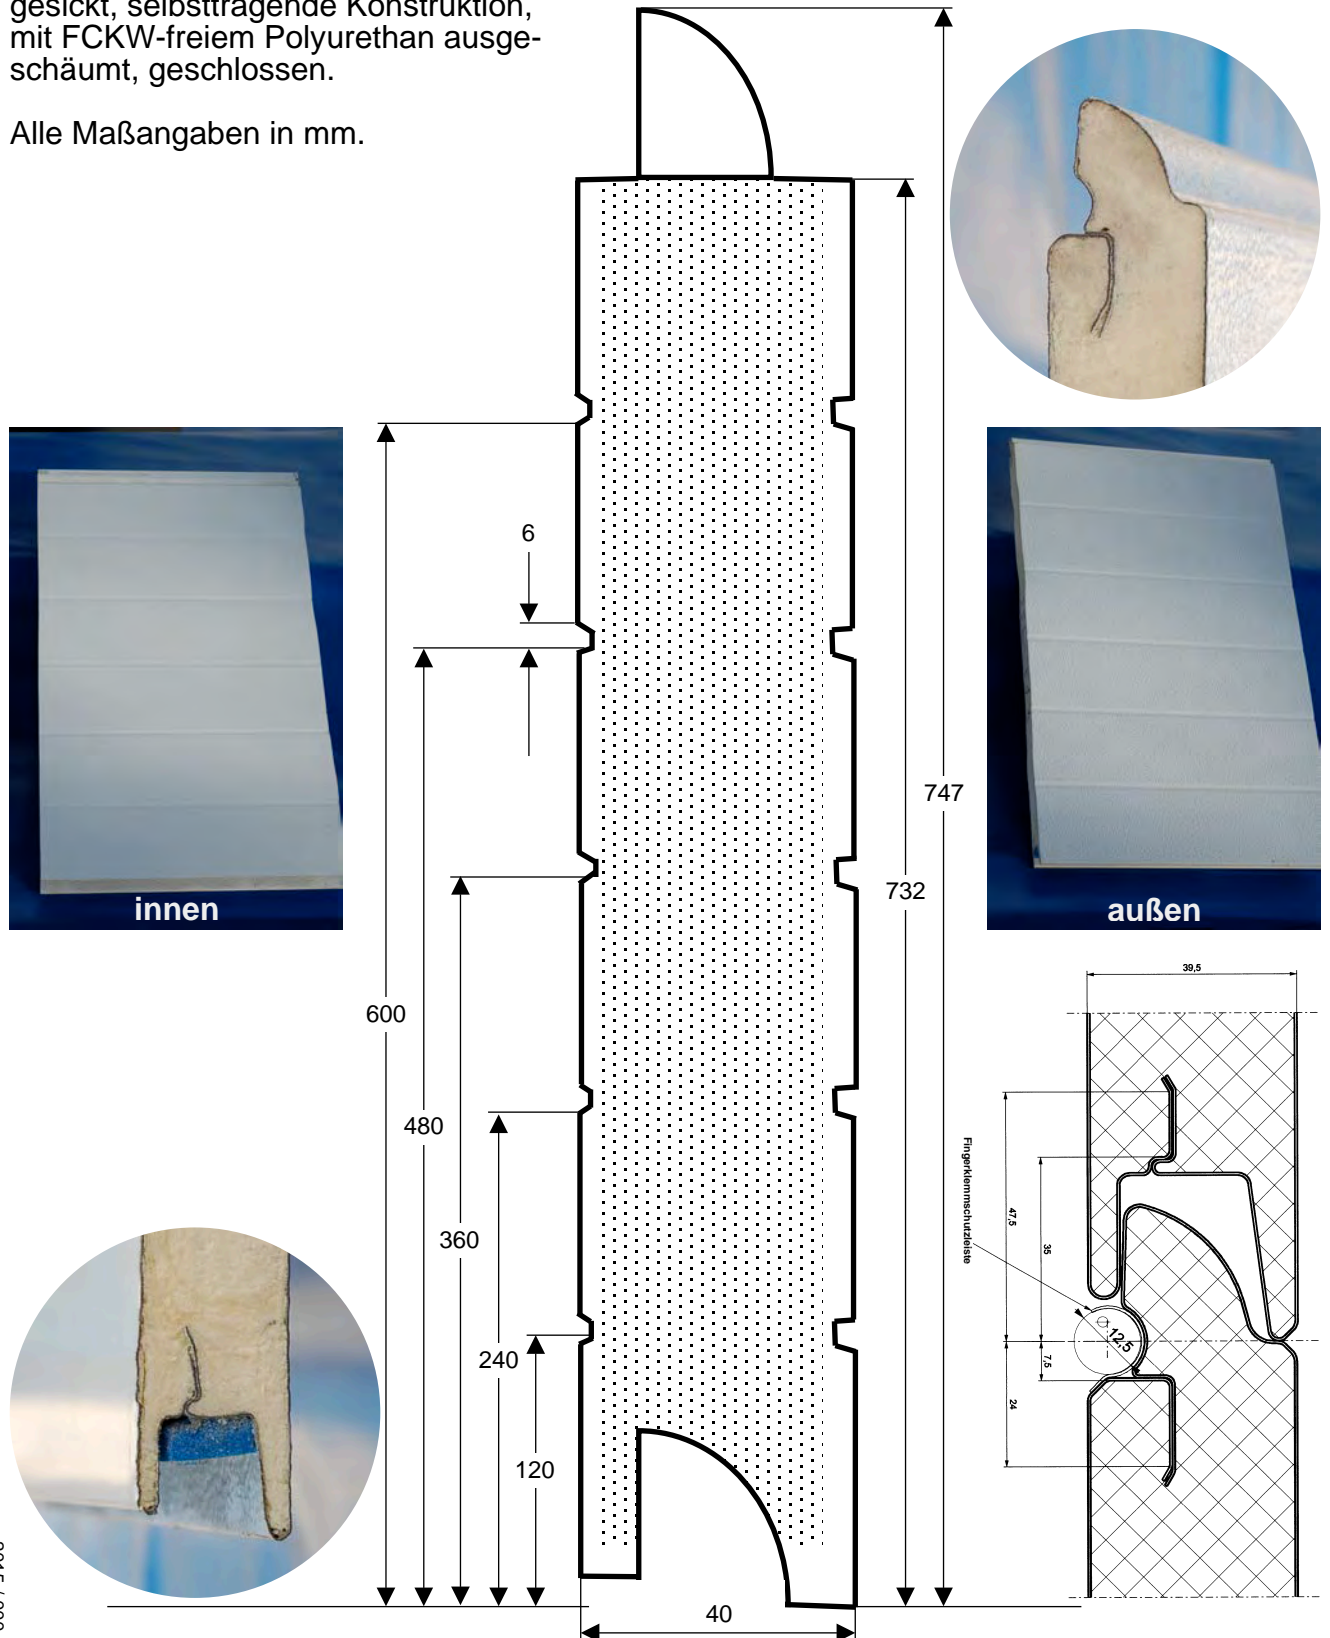 gesickt, selbsttragende Konstruktion,
mit FCKW-freiem Polyurethan ausge-
schäumt, geschlossen.
Alle Maßangaben in mm.
6
747
732
innen
außen
600
480
360
240
120
40
39,5
47,5
35
Fingerklemmschutzleiste
Ø 12,5
7,5
24